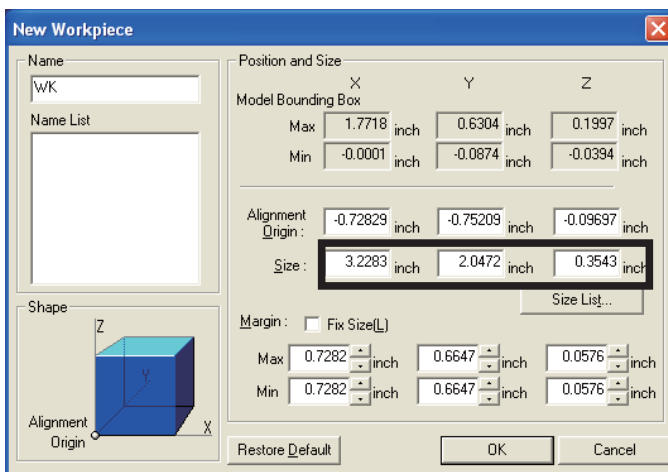 New Workpiece
Name
WK
Name List
Shape
Z
Y
X
Alignment
Origin
Position and Size
X Y Z
Model Bounding Box
Max 1.7718 inch 0.6304 inch 0.1997 inch
Min -0.0001 inch -0.0874 inch -0.0394 inch
Alignment
Origin : -0.72829 inch -0.75209 inch -0.09697 inch
Size : 3.2283 inch 2.0472 inch 0.3543 inch
Size List...
Margin : Fix Size(L)
Max 0.7282 inch 0.6647 inch 0.0576 inch
Min 0.7282 inch 0.6647 inch 0.0576 inch
Restore Default OK Cancel